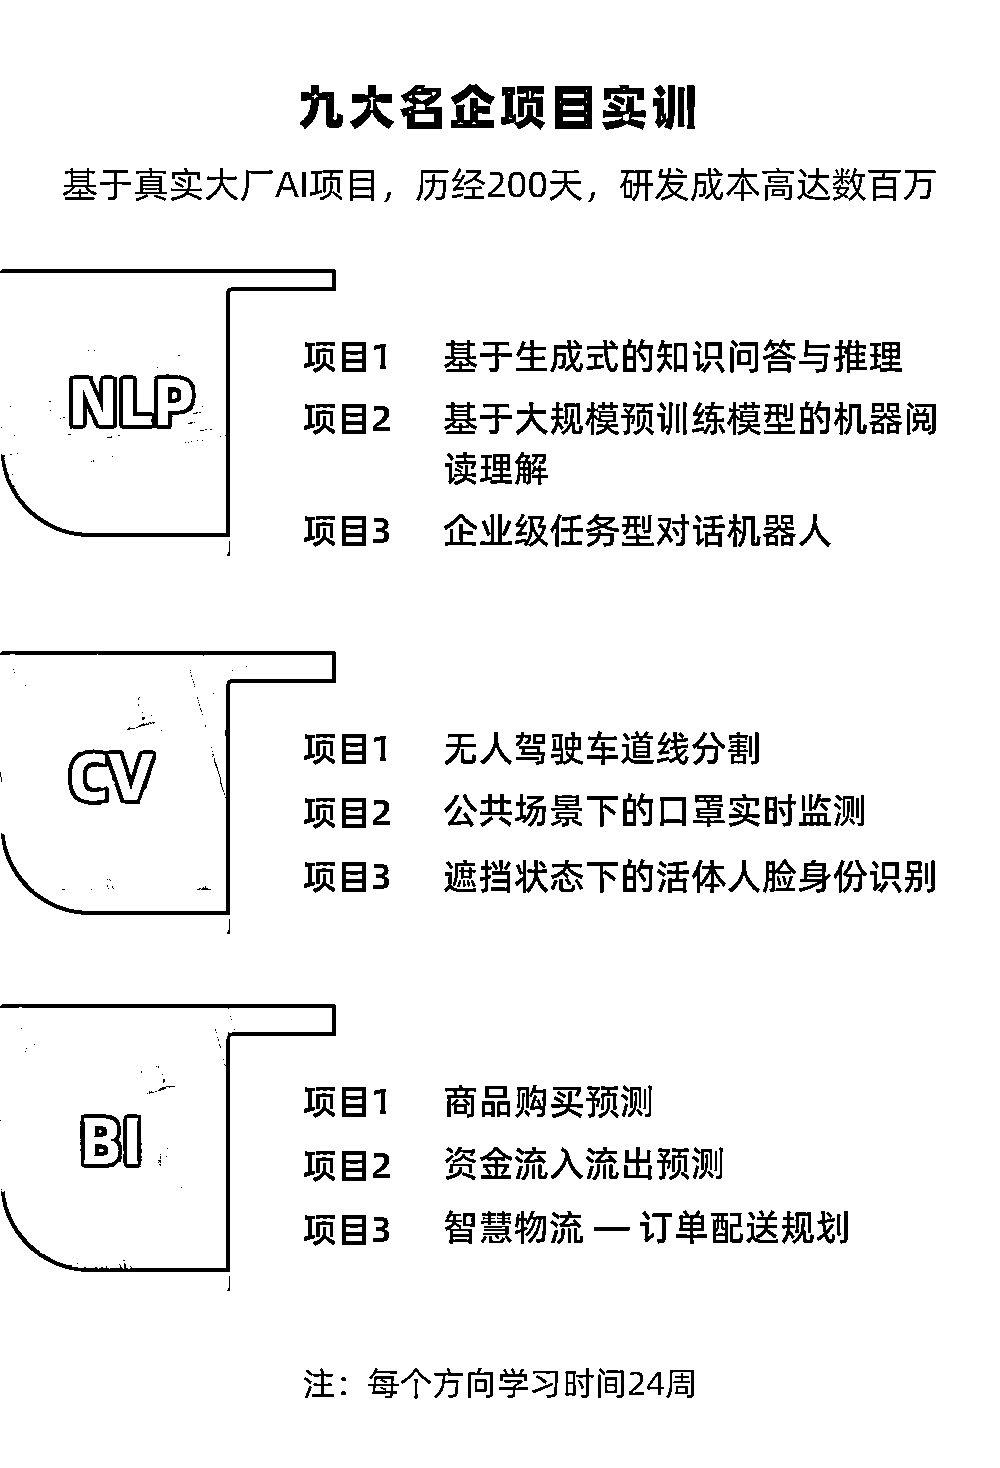 九大名企项目实训
基于真实大厂AI项目，历经200天，研发成本高达数百万
NLP
项目1 基于生成式的知识问答与推理
项目2 基于大规模预训练模型的机器阅
读理解
项目3 企业级任务型对话机器人
CV
项目1 无人驾驶车道线分割
项目2 公共场景下的口罩实时监测
项目3 遮挡状态下的活体人脸身份识别
BI
项目1 商品购买预测
项目2 资金流入流出预测
项目3 智慧物流 — 订单配送规划
注：每个方向学习时间24周